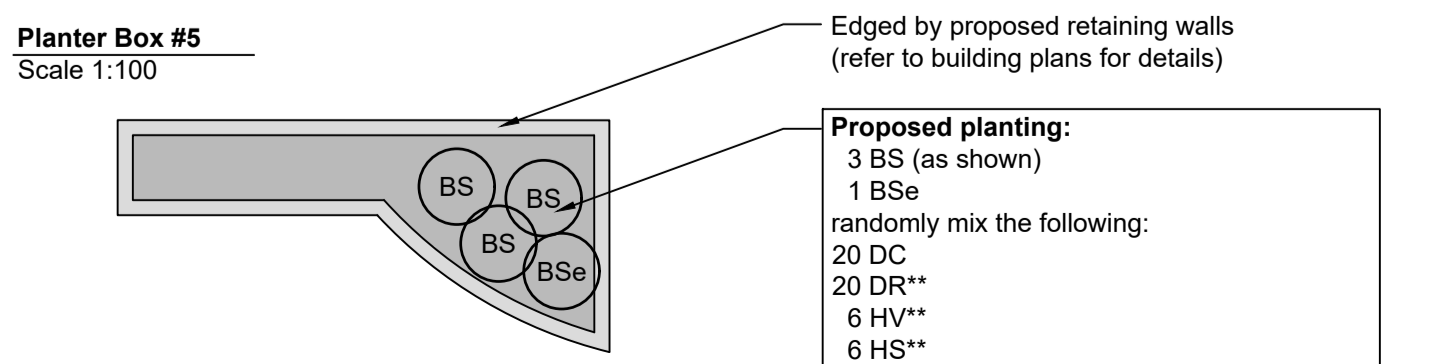 Planter Box #5
Scale 1:100
Edged by proposed retaining walls
(refer to building plans for details)
Proposed planting:
3 BS (as shown)
1 BSe
randomly mix the following:
20 DC
20 DR**
6 HV**
6 HS**
BS
BS
BS
BSe